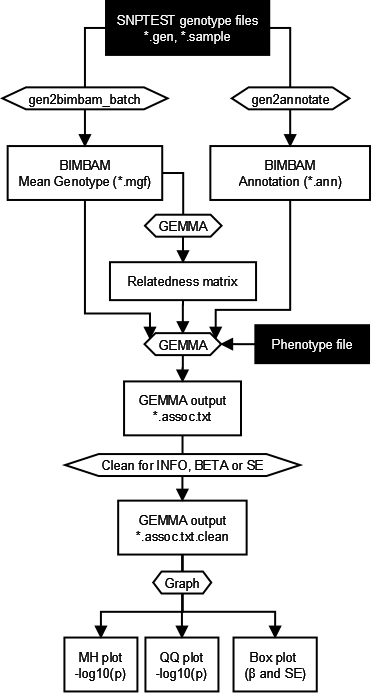 SNPTEST genotype files
*.gen, *.sample
gen2bimbam_batch
gen2annotate
BIMBAM
Mean Genotype (*.mgf)
BIMBAM
Annotation (*.ann)
GEMMA
Relatedness matrix
GEMMA
Phenotype file
GEMMA output
*.assoc.txt
Clean for INFO, BETA or SE
GEMMA output
*.assoc.txt.clean
Graph
MH plot
-log10(p)
QQ plot
-log10(p)
Box plot
(β and SE)